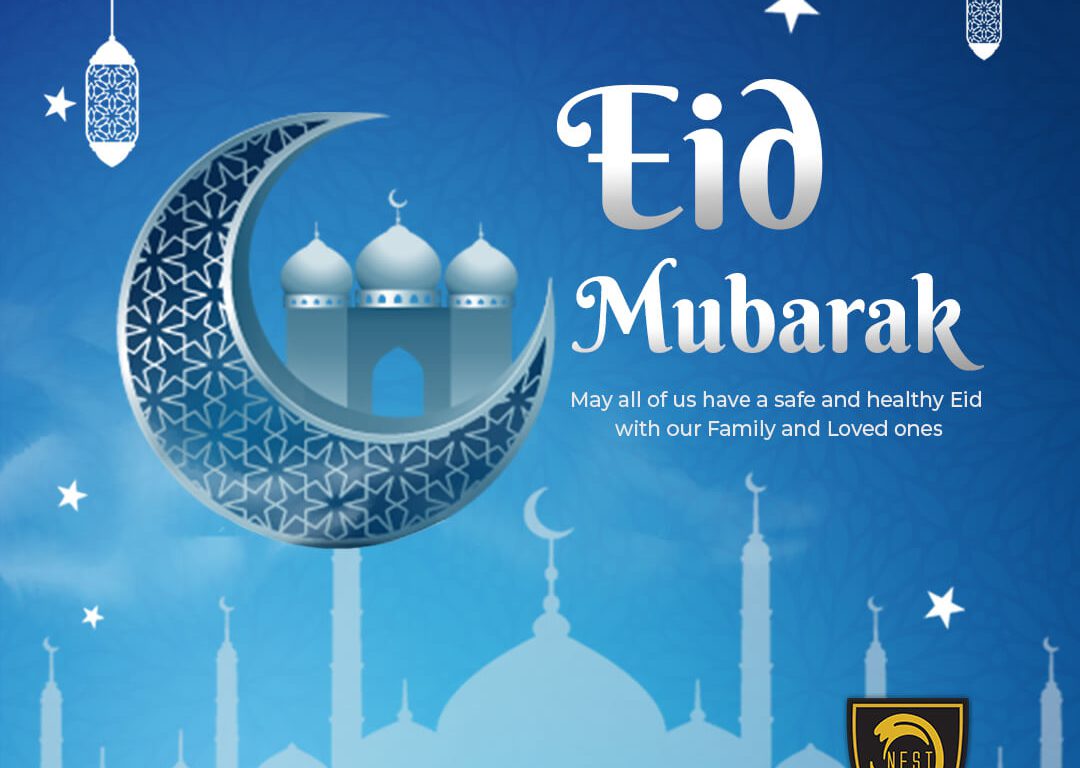 Eid
Mubarak
May all of us have a safe and healthy Eid
with our Family and Loved ones
NEST